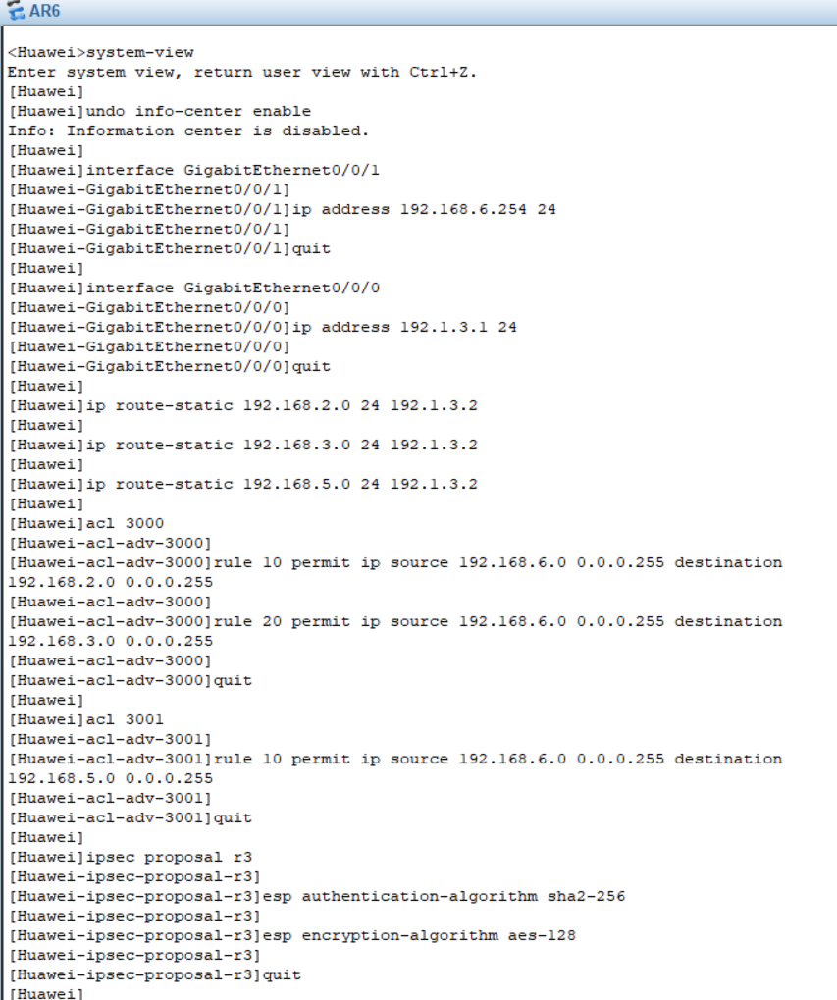 AR6
<Huawei>system-view
Enter system view, return user view with Ctrl+Z.
[Huawei]
[Huawei]undo info-center enable
Info: Information center is disabled.
[Huawei]
[Huawei]interface GigabitEthernet0/0/1
[Huawei-GigabitEthernet0/0/1]
[Huawei-GigabitEthernet0/0/1]ip address 192.168.6.254 24
[Huawei-GigabitEthernet0/0/1]
[Huawei-GigabitEthernet0/0/1]quit
[Huawei]
[Huawei]interface GigabitEthernet0/0/0
[Huawei-GigabitEthernet0/0/0]
[Huawei-GigabitEthernet0/0/0]ip address 192.1.3.1 24
[Huawei-GigabitEthernet0/0/0]
[Huawei-GigabitEthernet0/0/0]quit
[Huawei]
[Huawei]ip route-static 192.168.2.0 24 192.1.3.2
[Huawei]
[Huawei]ip route-static 192.168.3.0 24 192.1.3.2
[Huawei]
[Huawei]ip route-static 192.168.5.0 24 192.1.3.2
[Huawei]
[Huawei]acl 3000
[Huawei-acl-adv-3000]
[Huawei-acl-adv-3000]rule 10 permit ip source 192.168.6.0 0.0.0.255 destination
192.168.2.0 0.0.0.255
[Huawei-acl-adv-3000]
[Huawei-acl-adv-3000]rule 20 permit ip source 192.168.6.0 0.0.0.255 destination
192.168.3.0 0.0.0.255
[Huawei-acl-adv-3000]
[Huawei-acl-adv-3000]quit
[Huawei]
[Huawei]acl 3001
[Huawei-acl-adv-3001]
[Huawei-acl-adv-3001]rule 10 permit ip source 192.168.6.0 0.0.0.255 destination
192.168.5.0 0.0.0.255
[Huawei-acl-adv-3001]
[Huawei-acl-adv-3001]quit
[Huawei]
[Huawei]ipsec proposal r3
[Huawei-ipsec-proposal-r3]
[Huawei-ipsec-proposal-r3]esp authentication-algorithm sha2-256
[Huawei-ipsec-proposal-r3]
[Huawei-ipsec-proposal-r3]esp encryption-algorithm aes-128
[Huawei-ipsec-proposal-r3]
[Huawei-ipsec-proposal-r3]quit
[Huawei]